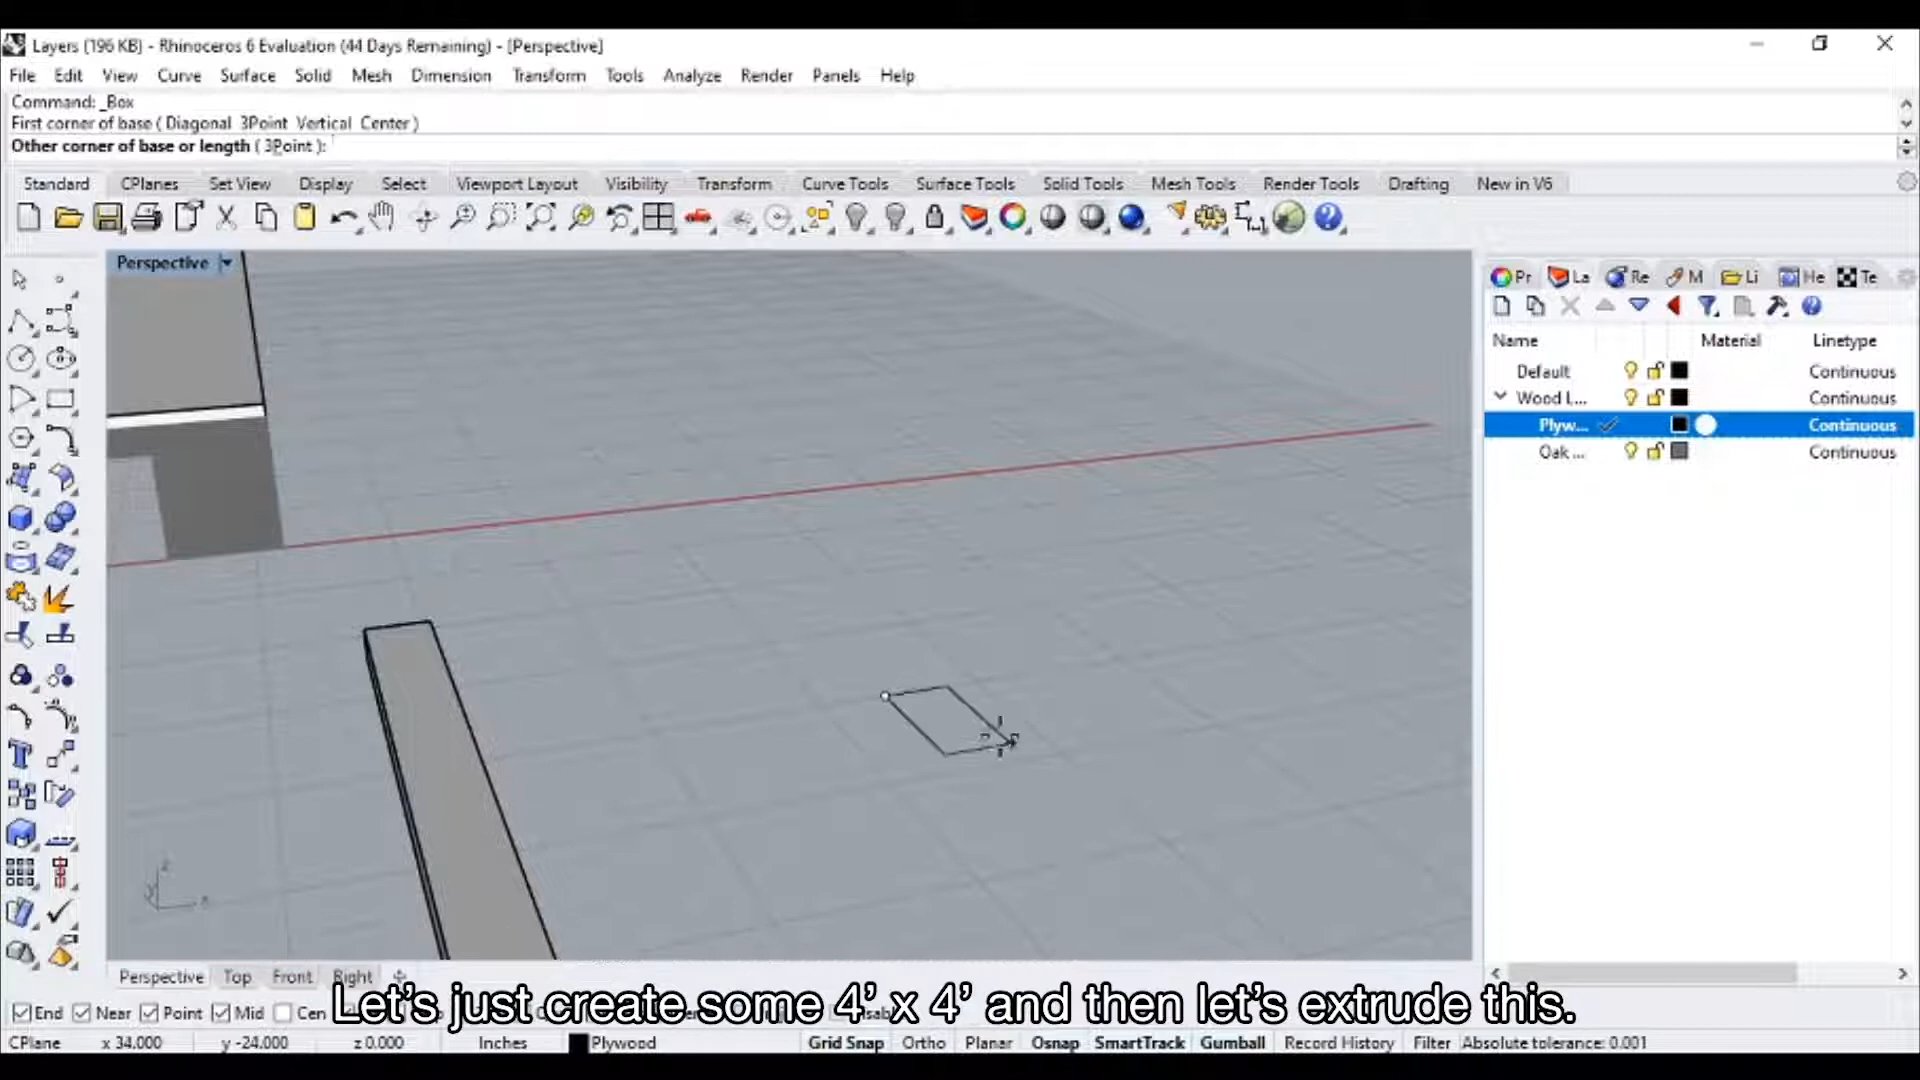 Layers (196 KB) - Rhinoceros 6 Evaluation (44 Days Remaining) - [Perspective]
File Edit View Curve Surface Solid Mesh Dimension Transform Tools Analyze Render Panels Help
Command: _Box
First corner of base ( Diagonal 3Point Vertical Center )
Other corner of base or length ( 3Point ):
Standard CPlanes Set View Display Select Viewport Layout Visibility Transform Curve Tools Surface Tools Solid Tools Mesh Tools Render Tools Drafting New in V6
Perspective
Pr La Re M Li He Te
Name Material Linetype
Default Continuous
Wood L... Continuous
Plyw... Continuous
Oak ... Continuous
z
y x
Perspective Top Front Right
Let's just create some 4' x 4' and then let's extrude this.
End Near Point Mid Cen
CPlane x 34.000 y -24.000 z 0.000 Inches Plywood Grid Snap Ortho Planar Osnap SmartTrack Gumball Record History Filter Absolute tolerance: 0.001